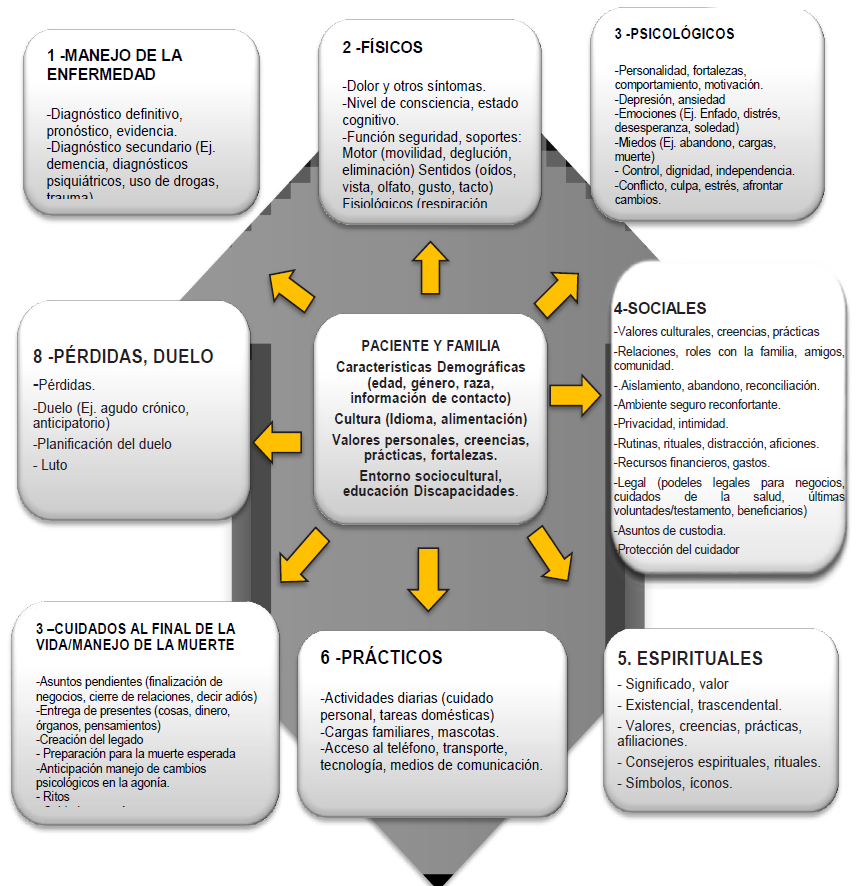 1 -MANEJO DE LA
ENFERMEDAD
-Diagnóstico definitivo,
pronóstico, evidencia.
-Diagnóstico secundario (Ej.
demencia, diagnósticos
psiquiátricos, uso de drogas,
trauma)
2 -FÍSICOS
-Dolor y otros síntomas.
-Nivel de consciencia, estado
cognitivo.
-Función seguridad, soportes:
Motor (movilidad, deglución,
eliminación) Sentidos (oídos,
vista, olfato, gusto, tacto)
Fisiológicos (respiración
3 -PSICOLÓGICOS
-Personalidad, fortalezas,
comportamiento, motivación.
-Depresión, ansiedad
-Emociones (Ej. Enfado, distrés,
desesperanza, soledad)
-Miedos (Ej. abandono, cargas,
muerte)
- Control, dignidad, independencia.
-Conflicto, culpa, estrés, afrontar
cambios.
8 -PÉRDIDAS, DUELO
-Pérdidas.
-Duelo (Ej. agudo crónico,
anticipatorio)
-Planificación del duelo
- Luto
PACIENTE Y FAMILIA
Características Demográficas
(edad, género, raza,
información de contacto)
Cultura (Idioma, alimentación)
Valores personales, creencias,
prácticas, fortalezas.
Entorno sociocultural,
educación Discapacidades.
4-SOCIALES
-Valores culturales, creencias, prácticas
-Relaciones, roles con la familia, amigos,
comunidad.
-.Aislamiento, abandono, reconciliación.
-Ambiente seguro reconfortante.
-Privacidad, intimidad.
-Rutinas, rituales, distracción, aficiones.
-Recursos financieros, gastos.
-Legal (podeles legales para negocios,
cuidados de la salud, últimas
voluntades/testamento, beneficiarios)
-Asuntos de custodia.
-Protección del cuidador
3 –CUIDADOS AL FINAL DE LA
VIDA/MANEJO DE LA MUERTE
-Asuntos pendientes (finalización de
negocios, cierre de relaciones, decir adiós)
-Entrega de presentes (cosas, dinero,
órganos, pensamientos)
-Creación del legado
- Preparación para la muerte esperada
-Anticipación manejo de cambios
psicológicos en la agonía.
- Ritos
6 -PRÁCTICOS
-Actividades diarias (cuidado
personal, tareas domésticas)
-Cargas familiares, mascotas.
-Acceso al teléfono, transporte,
tecnología, medios de comunicación.
5. ESPIRITUALES
- Significado, valor
- Existencial, trascendental.
- Valores, creencias, prácticas,
afiliaciones.
- Consejeros espirituales, rituales.
- Símbolos, íconos.